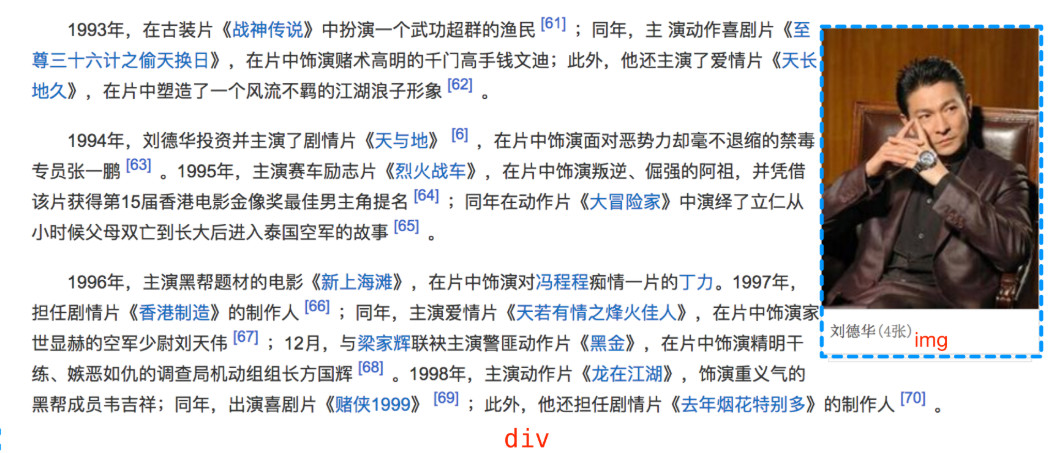 1993年，在古装片《战神传说》中扮演一个武功超群的渔民 [61] ；同年，主 演动作喜剧片《至
尊三十六计之偷天换日》，在片中饰演赌术高明的千门高手钱文迪；此外，他还主演了爱情片《天长
地久》，在片中塑造了一个风流不羁的江湖浪子形象 [62] 。
1994年，刘德华投资并主演了剧情片《天与地》 [6] ，在片中饰演面对恶势力却毫不退缩的禁毒
专员张一鹏 [63] 。1995年，主演赛车励志片《烈火战车》，在片中饰演叛逆、倔强的阿祖，并凭借
该片获得第15届香港电影金像奖最佳男主角提名 [64] ；同年在动作片《大冒险家》中演绎了立仁从
小时候父母双亡到长大后进入泰国空军的故事 [65] 。
1996年，主演黑帮题材的电影《新上海滩》，在片中饰演对冯程程痴情一片的丁力。1997年，
担任剧情片《香港制造》的制作人 [66] ；同年，主演爱情片《天若有情之烽火佳人》，在片中饰演家
世显赫的空军少尉刘天伟 [67] ；12月，与梁家辉联袂主演警匪动作片《黑金》，在片中饰演精明干
练、嫉恶如仇的调查局机动组组长方国辉 [68] 。1998年，主演动作片《龙在江湖》，饰演重义气的
黑帮成员韦吉祥；同年，出演喜剧片《赌侠1999》 [69] ；此外，他还担任剧情片《去年烟花特别多》的制作人 [70] 。
刘德华(4张)
img
div